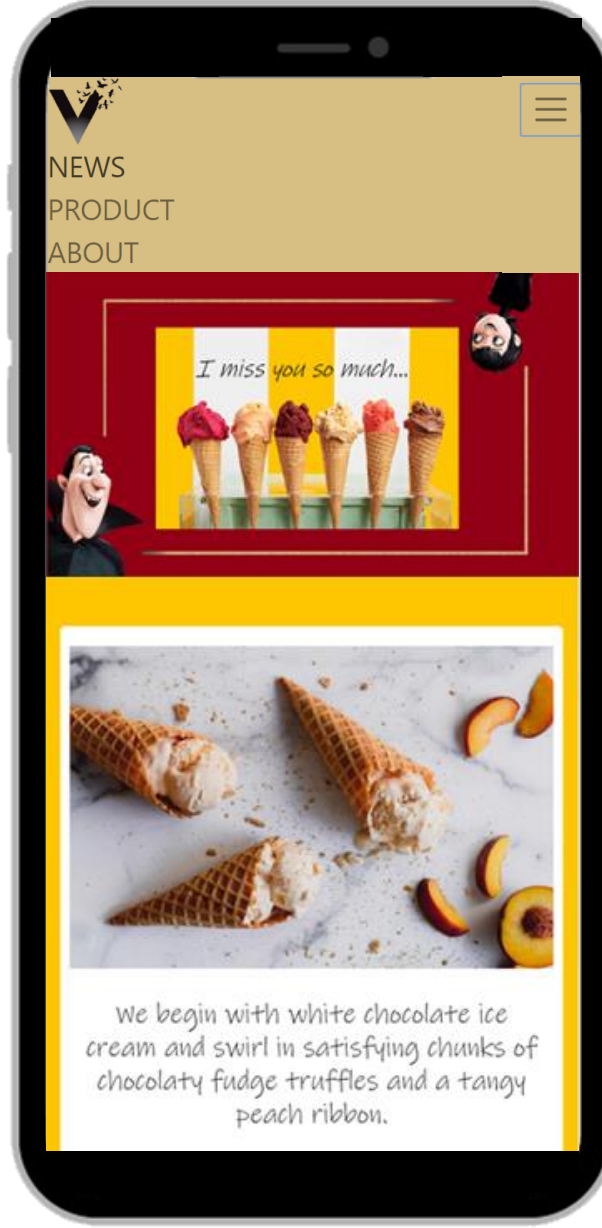 V
NEWS
PRODUCT
ABOUT
I miss you so much...
We begin with white chocolate ice
cream and swirl in satisfying chunks of
chocolaty fudge truffles and a tangy
peach ribbon.